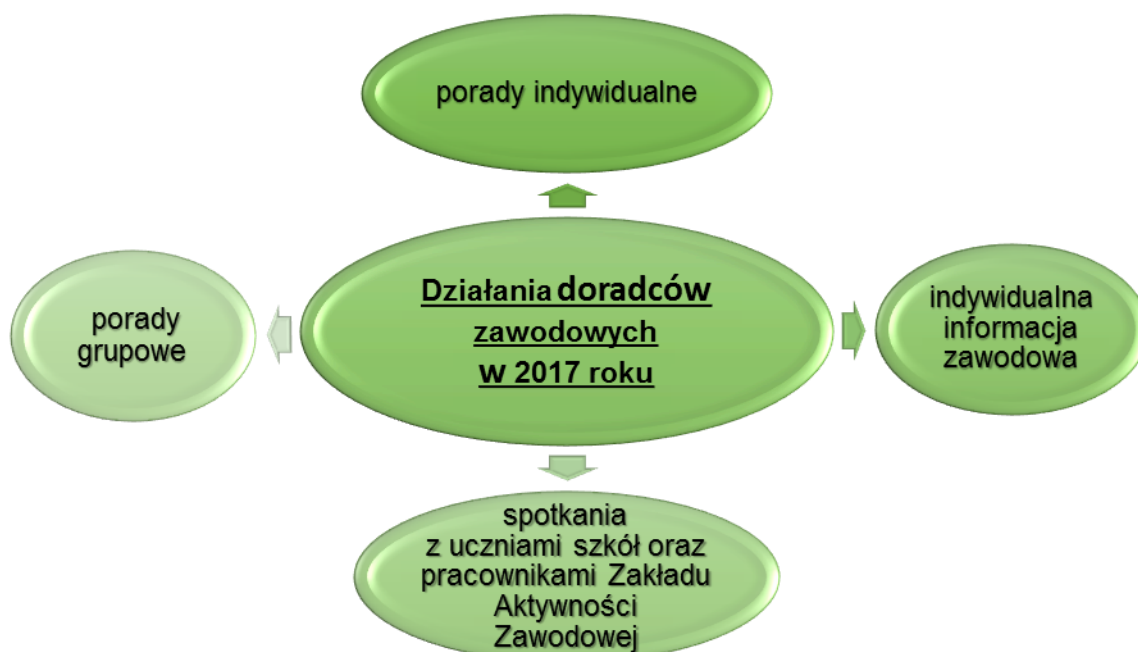 porady indywidualne
Działania doradców
zawodowych
w 2017 roku
porady
grupowe
indywidualna
informacja
zawodowa
spotkania
z uczniami szkół oraz
pracownikami Zakładu
Aktywności
Zawodowej